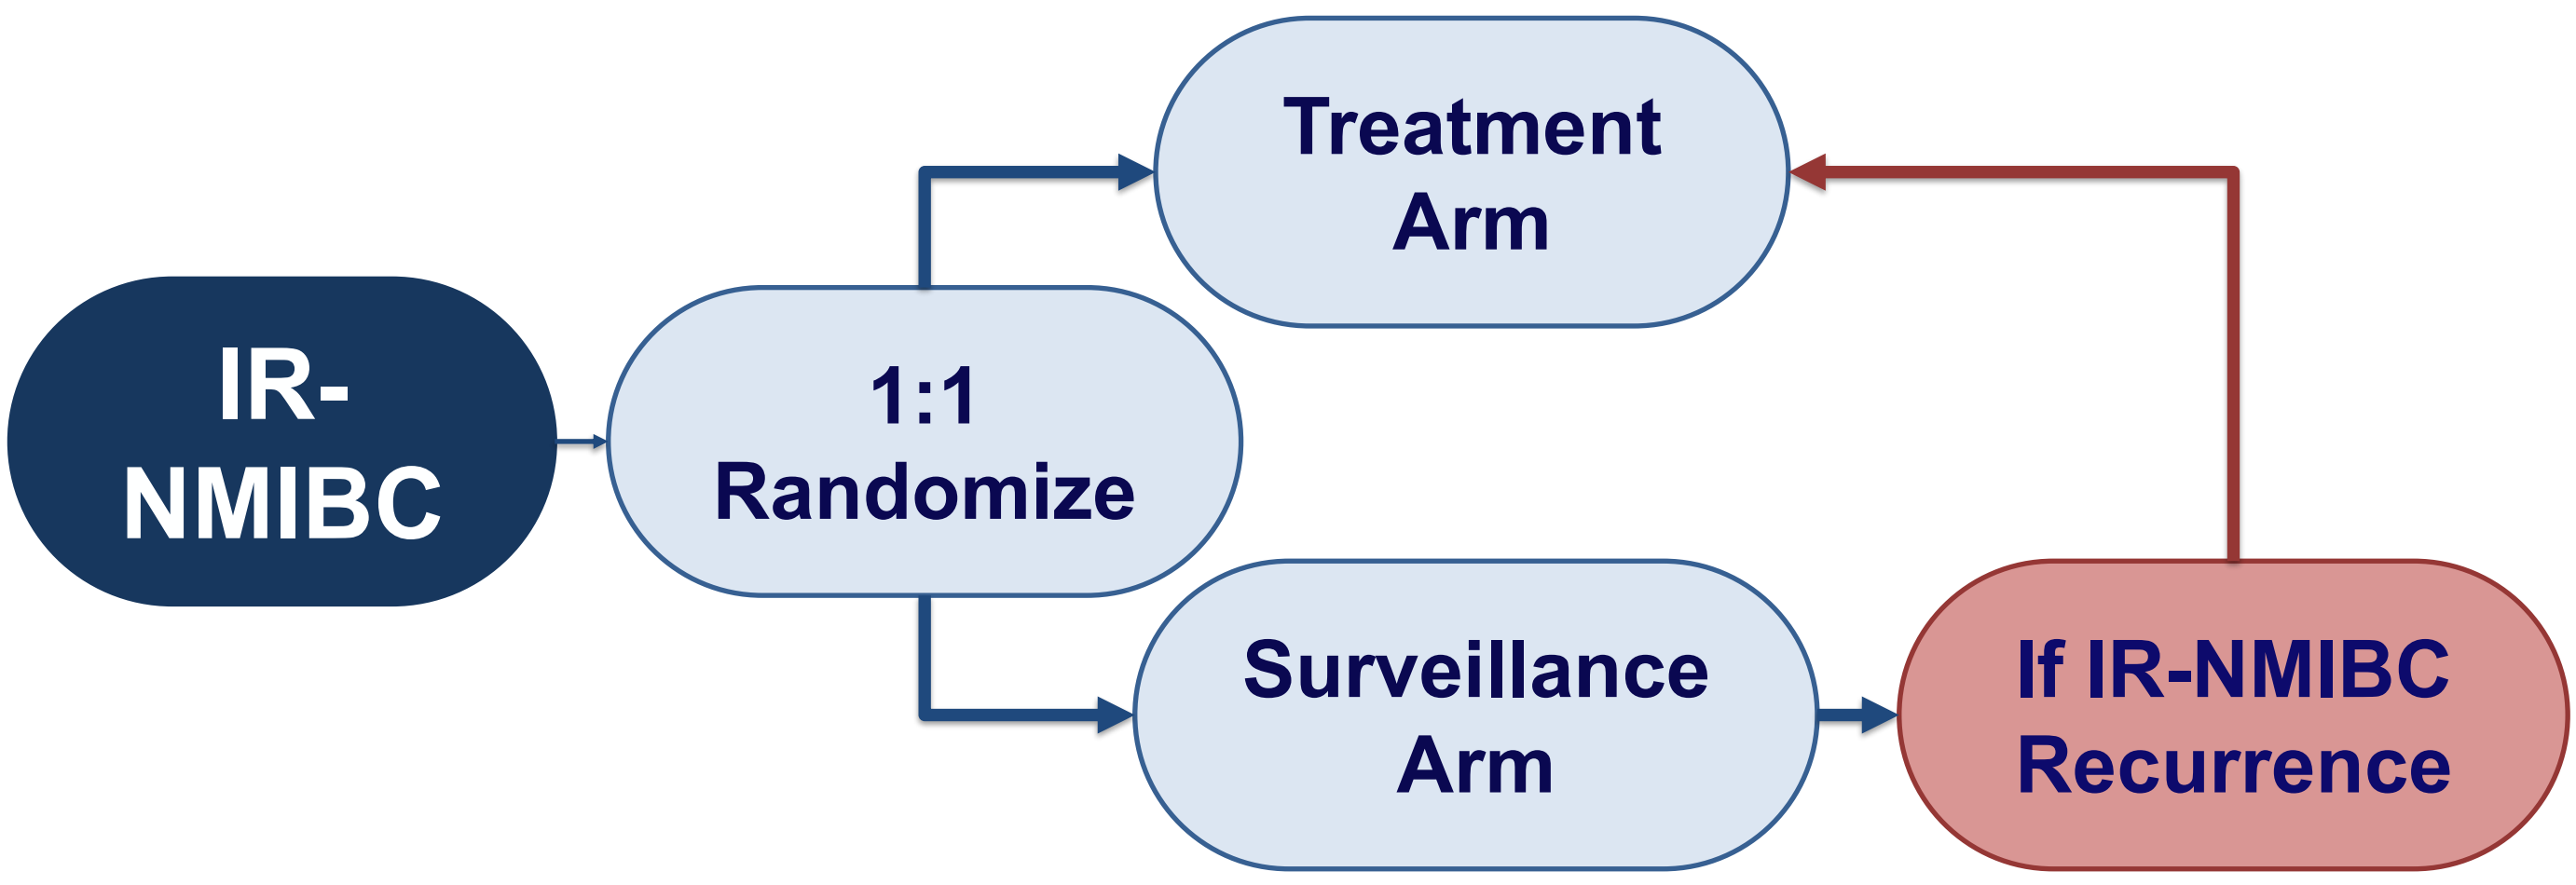 IR-
NMIBC
1:1
Randomize
Treatment
Arm
Surveillance
Arm
If IR-NMIBC
Recurrence